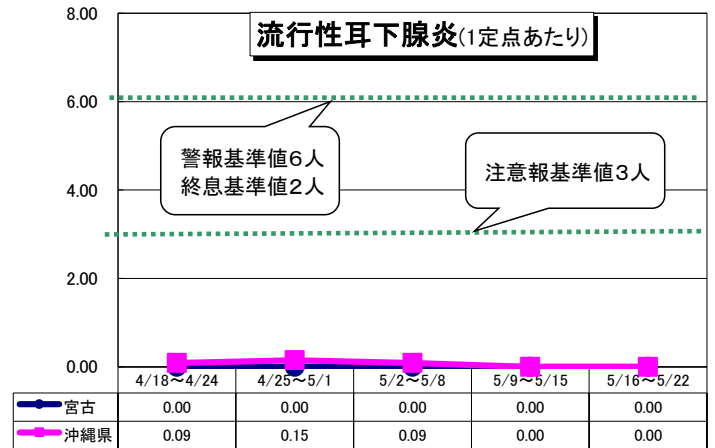 8.00
流行性耳下腺炎(1定点あたり)
6.00
警報基準値6人
終息基準値2人
注意報基準値3人
4.00
2.00
0.00
4/18～4/24 4/25～5/1 5/2～5/8 5/9～5/15 5/16～5/22
宮古 0.00 0.00 0.00 0.00 0.00
沖縄県 0.09 0.15 0.09 0.00 0.00